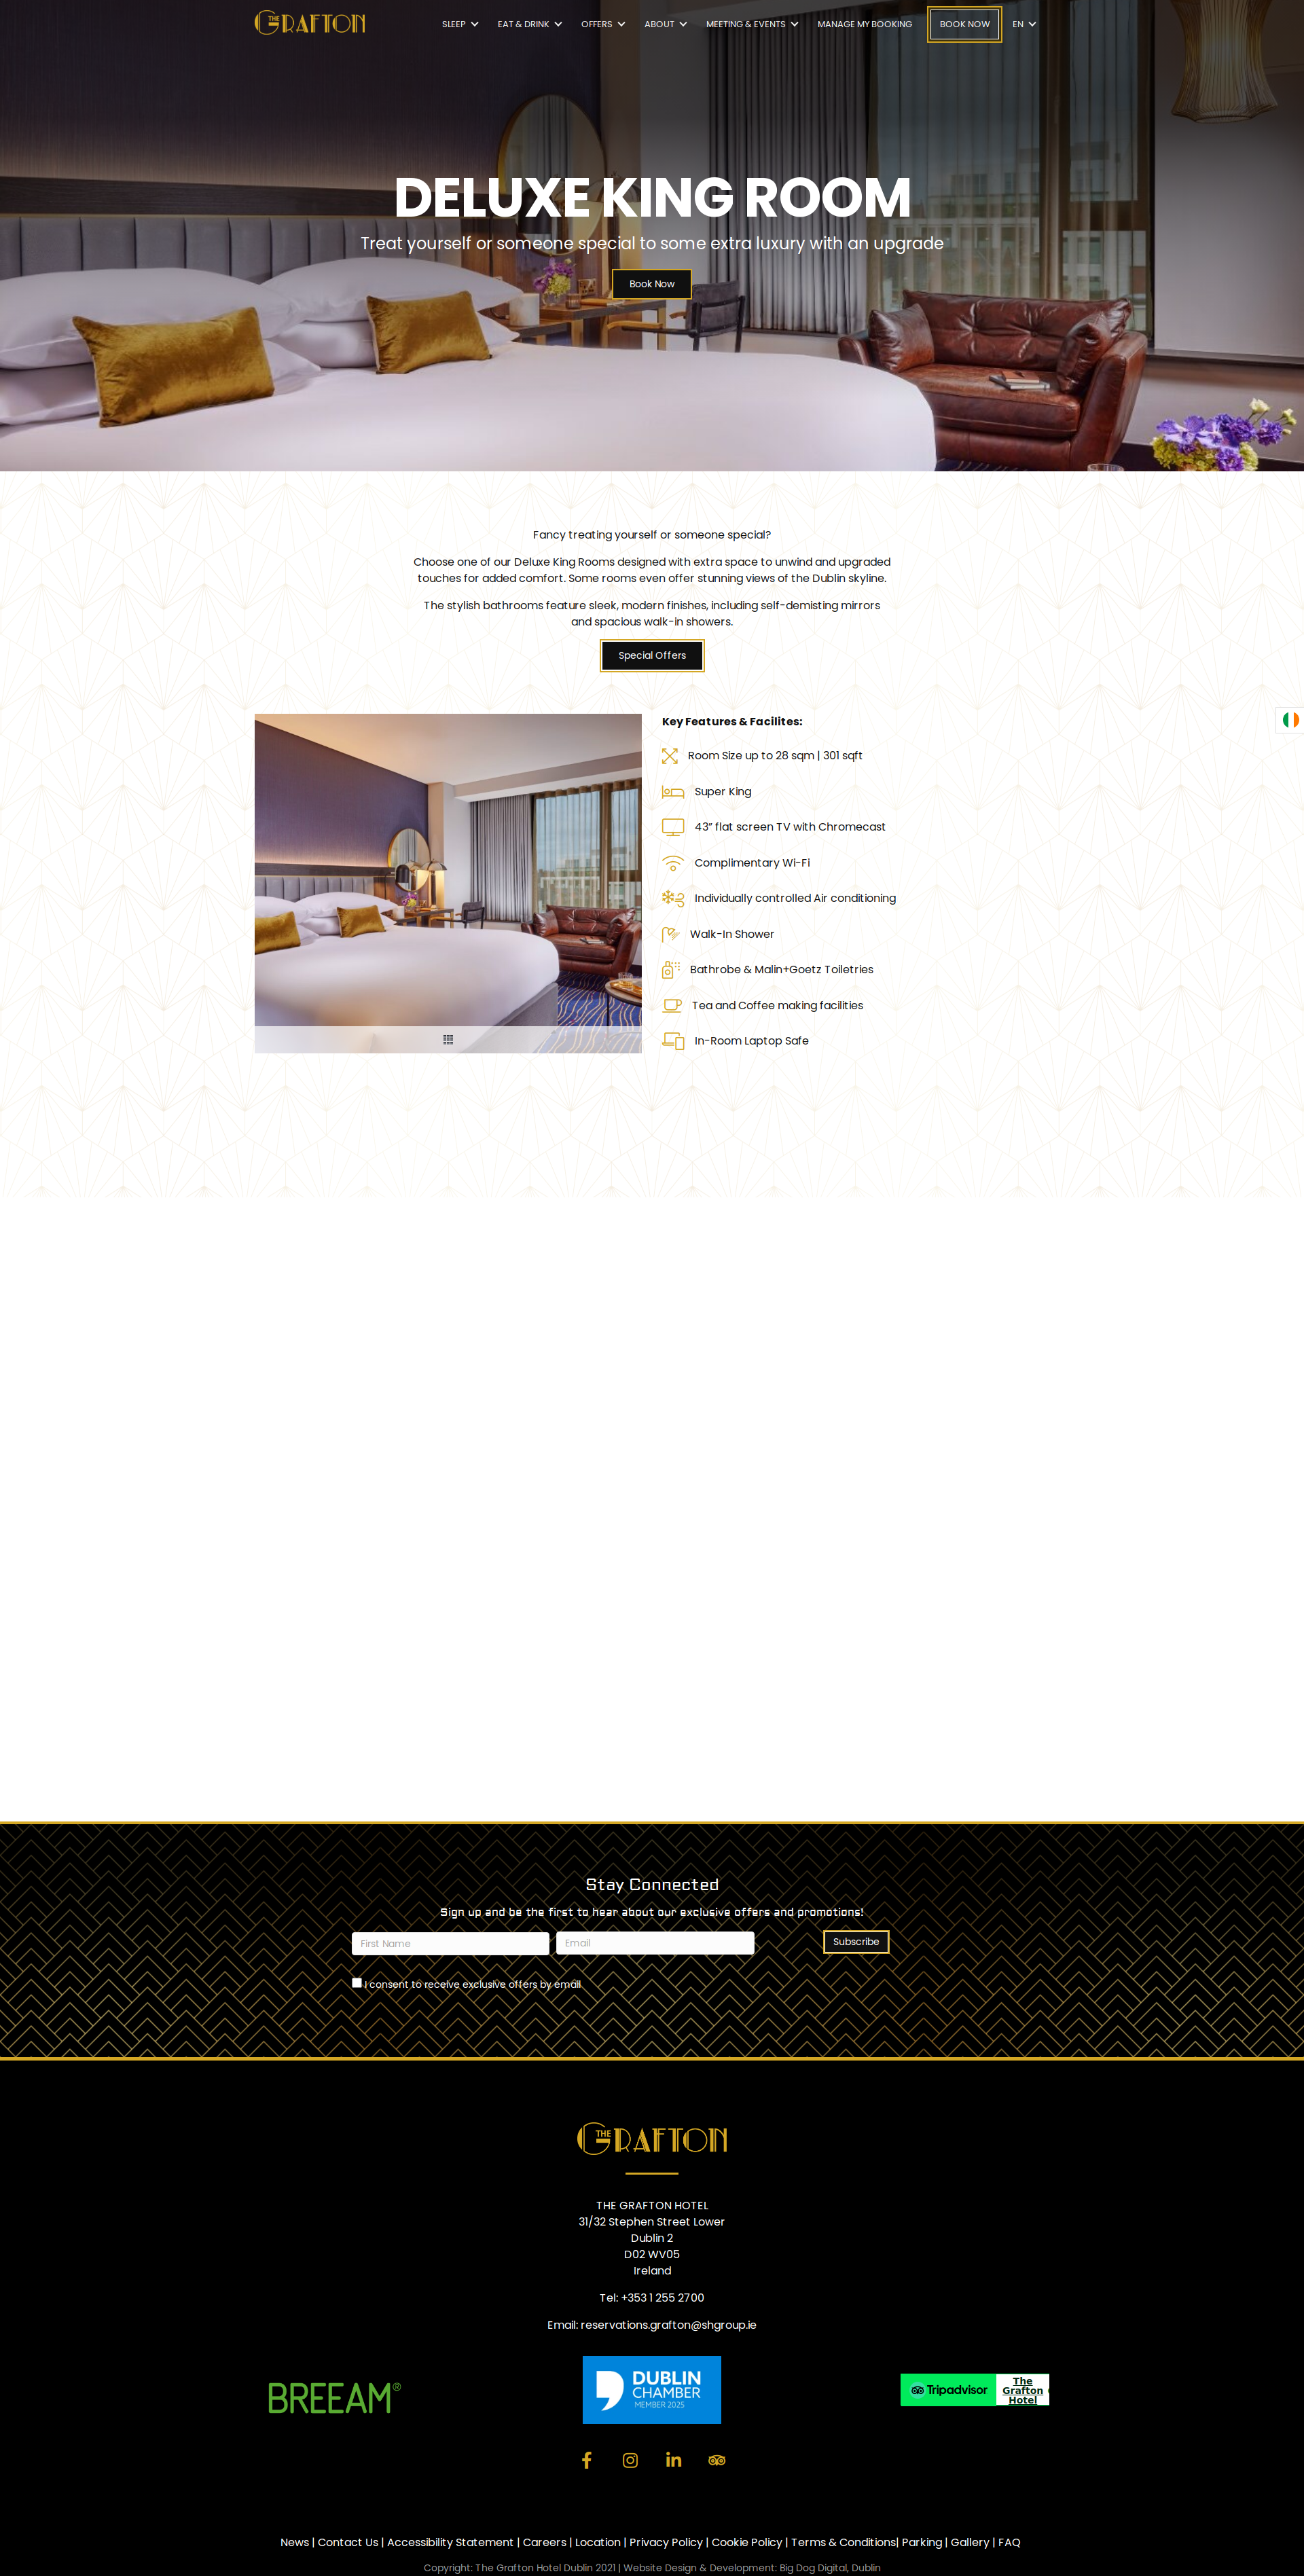 THE GRAFTON
SLEEP
EAT & DRINK
OFFERS
ABOUT
MEETING & EVENTS
MANAGE MY BOOKING
BOOK NOW
EN
DELUXE KING ROOM
Treat yourself or someone special to some extra luxury with an upgrade
Book Now
Fancy treating yourself or someone special?
Choose one of our Deluxe King Rooms designed with extra space to unwind and upgraded
touches for added comfort. Some rooms even offer stunning views of the Dublin skyline.
The stylish bathrooms feature sleek, modern finishes, including self-demisting mirrors
and spacious walk-in showers.
Special Offers
Key Features & Facilites:
Room Size up to 28 sqm | 301 sqft
Super King
43” flat screen TV with Chromecast
Complimentary Wi-Fi
Individually controlled Air conditioning
Walk-In Shower
Bathrobe & Malin+Goetz Toiletries
Tea and Coffee making facilities
In-Room Laptop Safe
Stay Connected
Sign up and be the first to hear about our exclusive offers and promotions!
First Name
Email
Subscribe
I consent to receive exclusive offers by email
THE GRAFTON
THE GRAFTON HOTEL
31/32 Stephen Street Lower
Dublin 2
D02 WV05
Ireland
Tel: +353 1 255 2700
Email: reservations.grafton@shgroup.ie
BREEAM®
DUBLIN
CHAMBER
MEMBER 2025
Tripadvisor
The
Grafton
Hotel
News | Contact Us | Accessibility Statement | Careers | Location | Privacy Policy | Cookie Policy | Terms & Conditions| Parking | Gallery | FAQ
Copyright: The Grafton Hotel Dublin 2021 | Website Design & Development: Big Dog Digital, Dublin